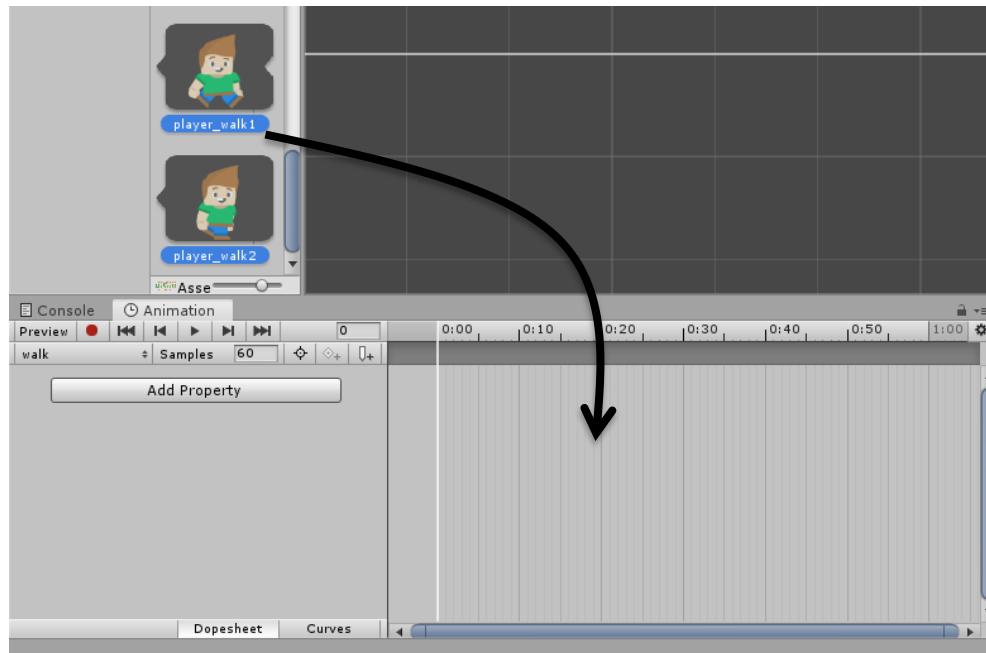 player_walk1
player_walk2
Asse
Console Animation
Preview 0 0:00 0:10 0:20 0:30 0:40 0:50 1:00
walk Samples 60
Add Property
Dopesheet Curves